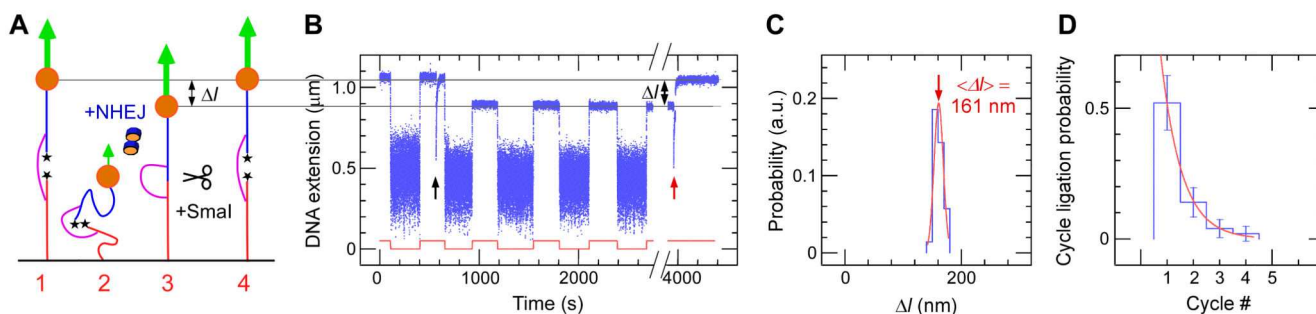 A
+NHEJ
Δl
+SmaI
1
2
3
4
B
DNA extension (μm)
1.0
0.5
0
Δl
0
1000
2000
4000
Time (s)
C
Probability (a.u.)
0.2
0.1
0.00
<Δl> =
161 nm
0
200
Δl (nm)
D
Cycle ligation probability
0.5
0
1
2
3
4
5
Cycle #